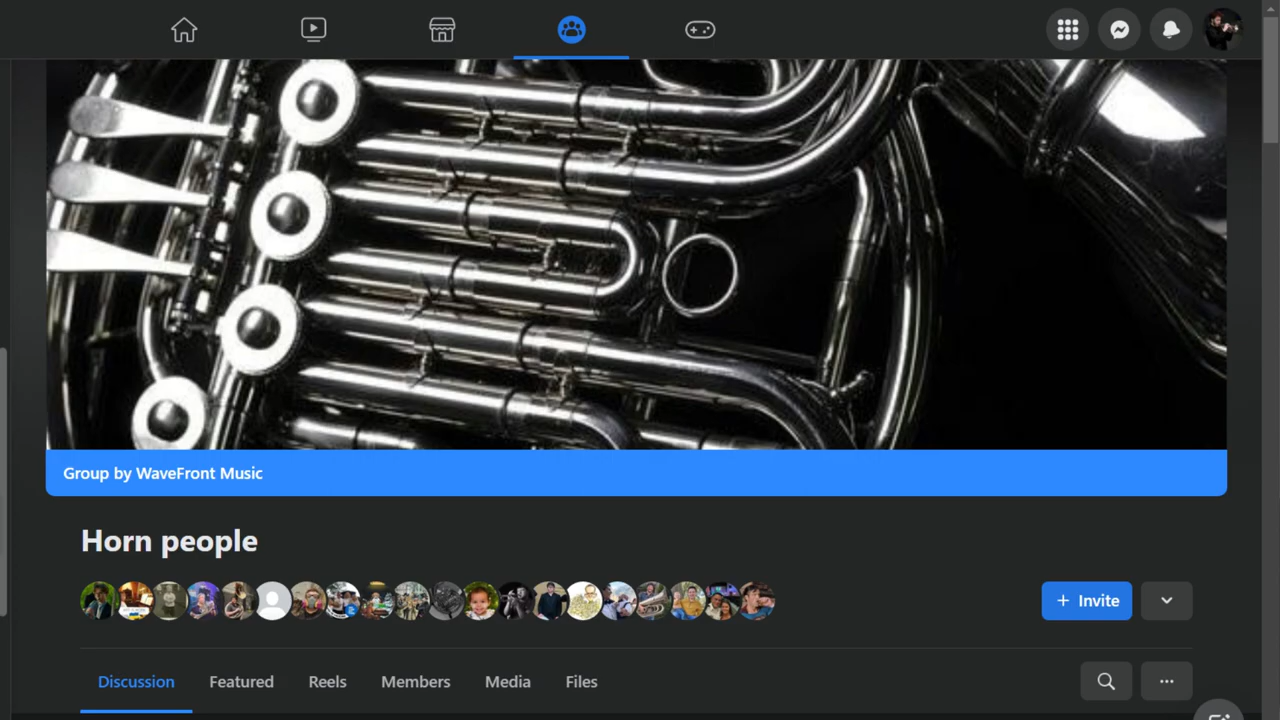 Group by WaveFront Music
Horn people
+ Invite
Discussion Featured Reels Members Media Files